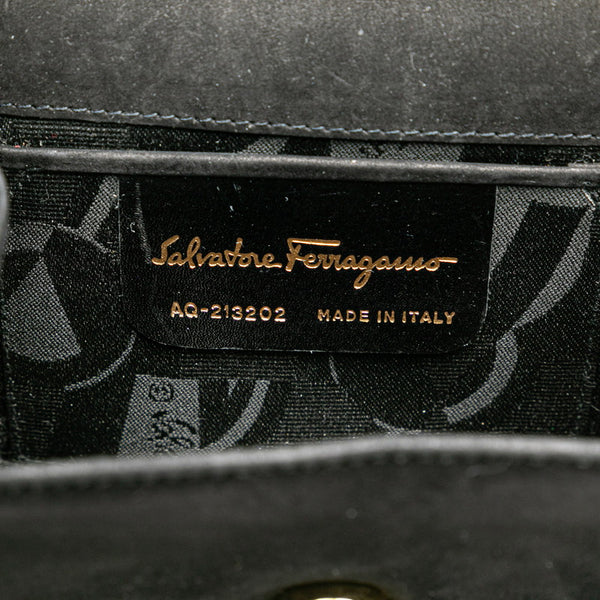 Salvatore Ferragamo
AQ-213202 MADE IN ITALY